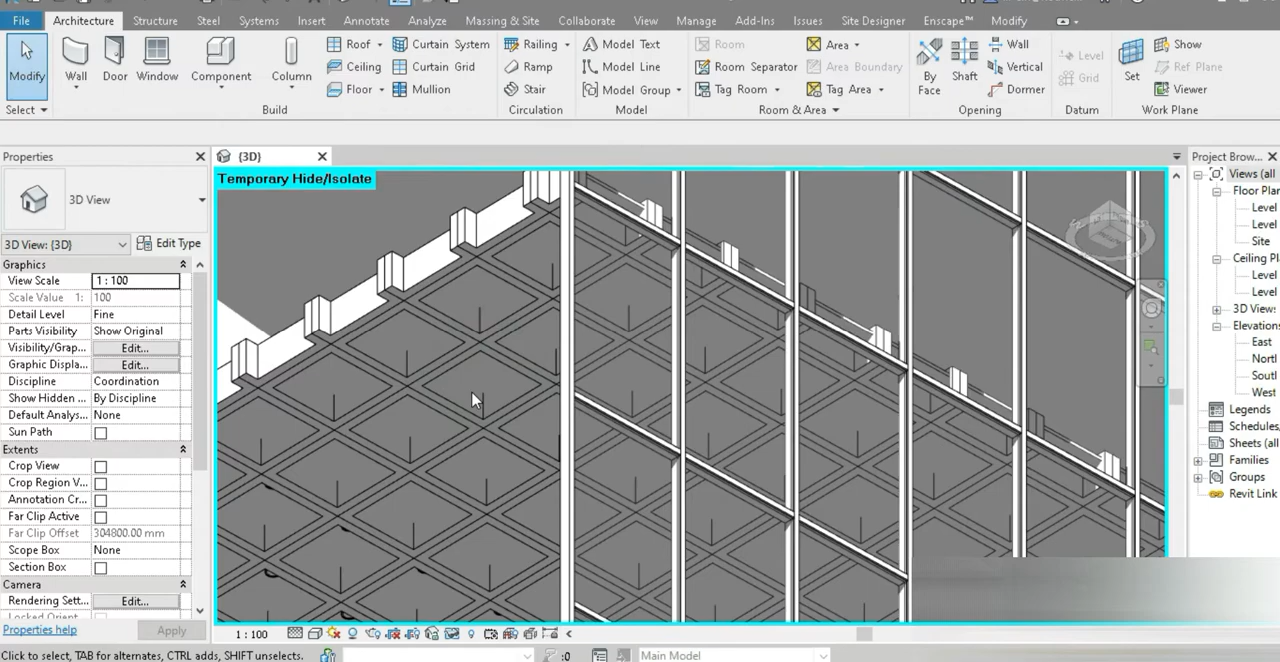 File Architecture Structure Steel Systems Insert Annotate Analyze Massing & Site Collaborate View Manage Add-Ins Issues Site Designer Enscape™ Modify
Modify
Select
Wall
Door
Window
Component
Column
Roof
Ceiling
Floor
Curtain System
Curtain Grid
Mullion
Build
Railing
Ramp
Stair
Circulation
Model Text
Model Line
Model Group
Model
Room
Room Separator
Tag Room
Area
Area Boundary
Tag Area
Room & Area
By Face
Shaft
Wall
Vertical
Dormer
Opening
Level
Grid
Datum
Set
Show
Ref Plane
Viewer
Work Plane
Properties
3D View
3D View: {3D}
Edit Type
Graphics
View Scale 1 : 100
Scale Value 1: 100
Detail Level Fine
Parts Visibility Show Original
Visibility/Grap... Edit...
Graphic Displa... Edit...
Discipline Coordination
Show Hidden ... By Discipline
Default Analys... None
Sun Path
Extents
Crop View
Crop Region V...
Annotation Cr...
Far Clip Active
Far Clip Offset 304800.00 mm
Scope Box None
Section Box
Camera
Rendering Sett... Edit...
Properties help
Apply
{3D}
Temporary Hide/Isolate
1 : 100
Project Brow...
Views (all
Floor Plan
Level
Level
Site
Ceiling Pl
Level
Level
3D Views
Elevations
East
North
South
West
Legends
Schedules,
Sheets (all
Families
Groups
Revit Link
Click to select, TAB for alternates, CTRL adds, SHIFT unselects.
:0
Main Model